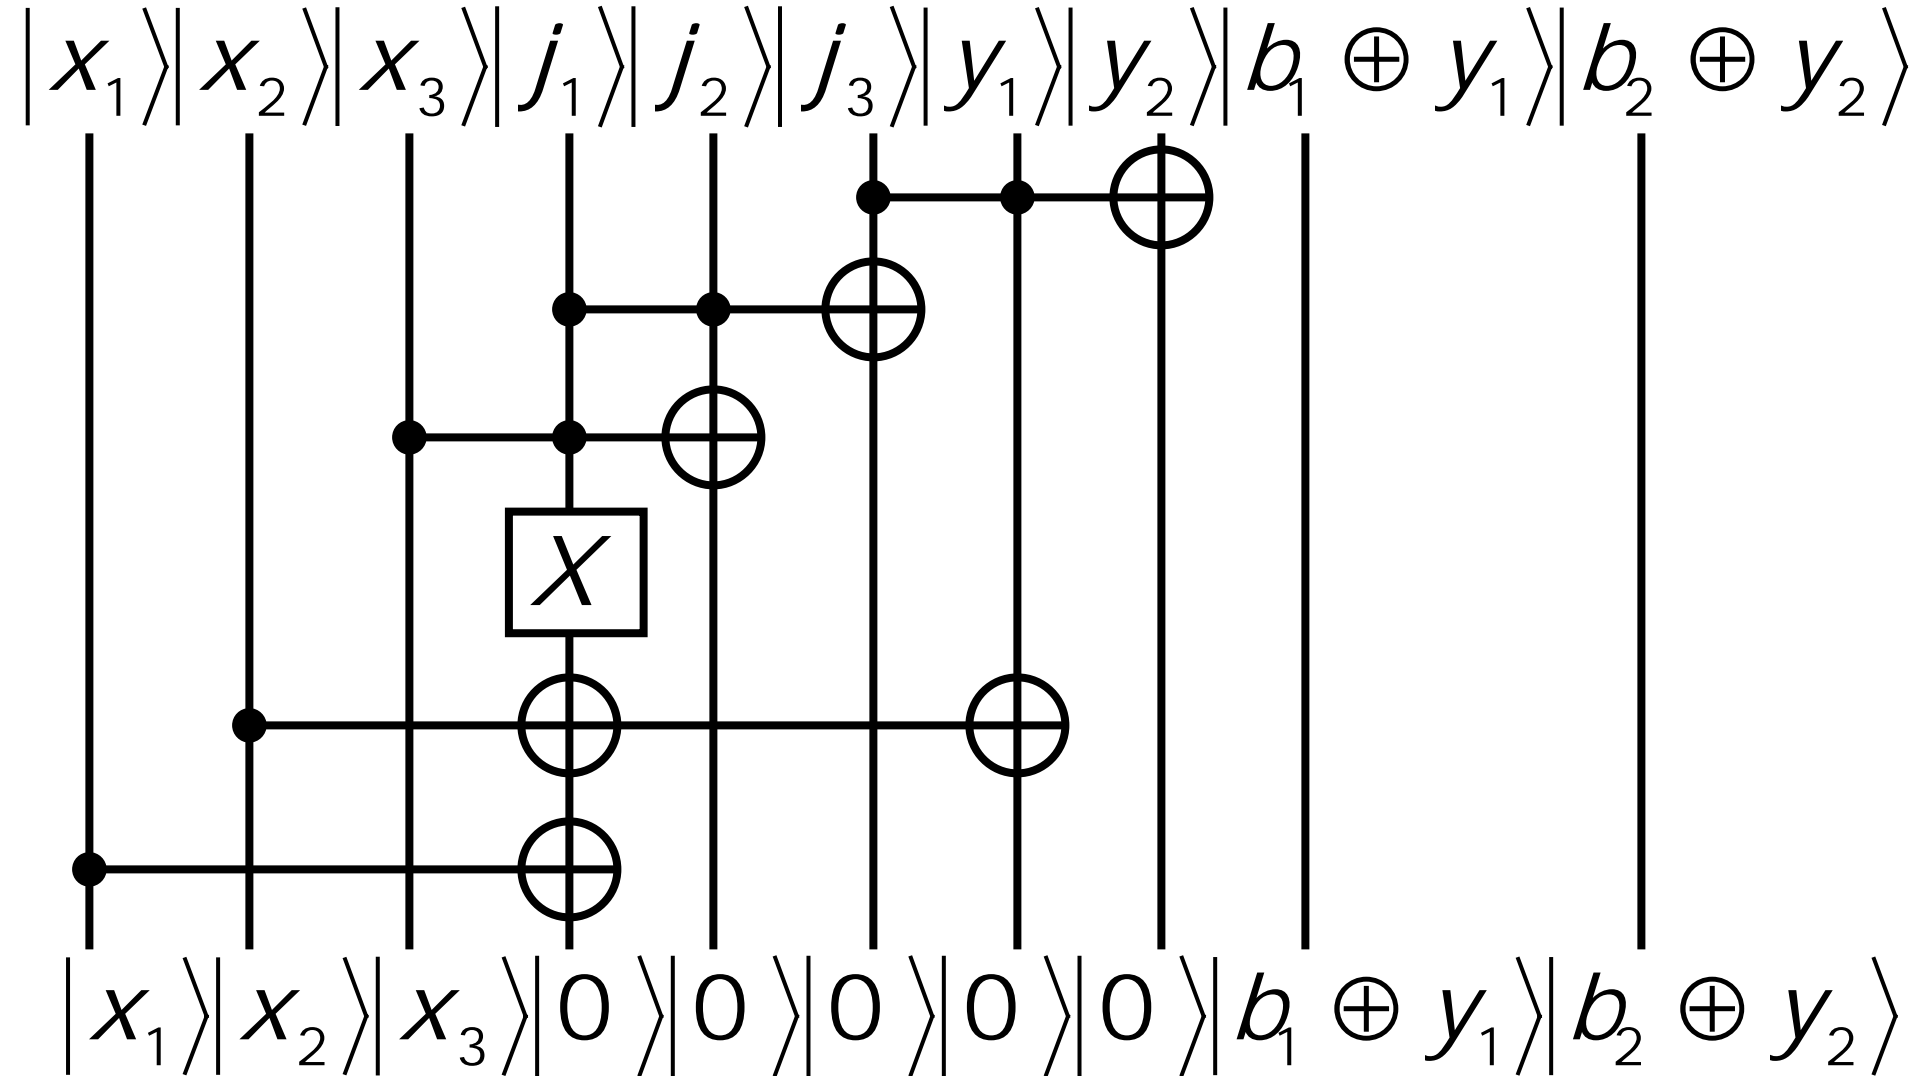 |x₁⟩|x₂⟩|x₃⟩|j₁⟩|j₂⟩|j₃⟩|y₁⟩|y₂⟩|b₁ ⊕ y₁⟩|b₂ ⊕ y₂⟩
X
|x₁⟩|x₂⟩|x₃⟩|0⟩|0⟩|0⟩|0⟩|0⟩|b₁ ⊕ y₁⟩|b₂ ⊕ y₂⟩